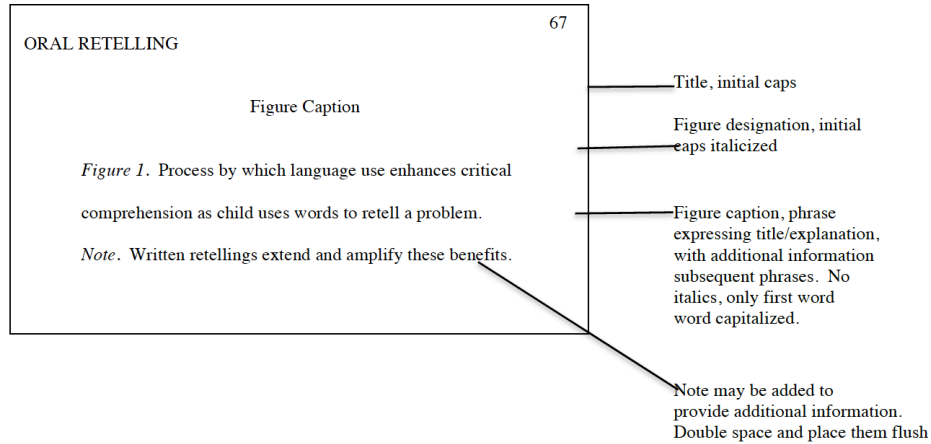 67
ORAL RETELLING
Figure Caption
Figure 1. Process by which language use enhances critical
comprehension as child uses words to retell a problem.
Note. Written retellings extend and amplify these benefits.
Title, initial caps
Figure designation, initial
caps italicized
Figure caption, phrase
expressing title/explanation,
with additional information
subsequent phrases. No
italics, only first word
word capitalized.
Note may be added to
provide additional information.
Double space and place them flush